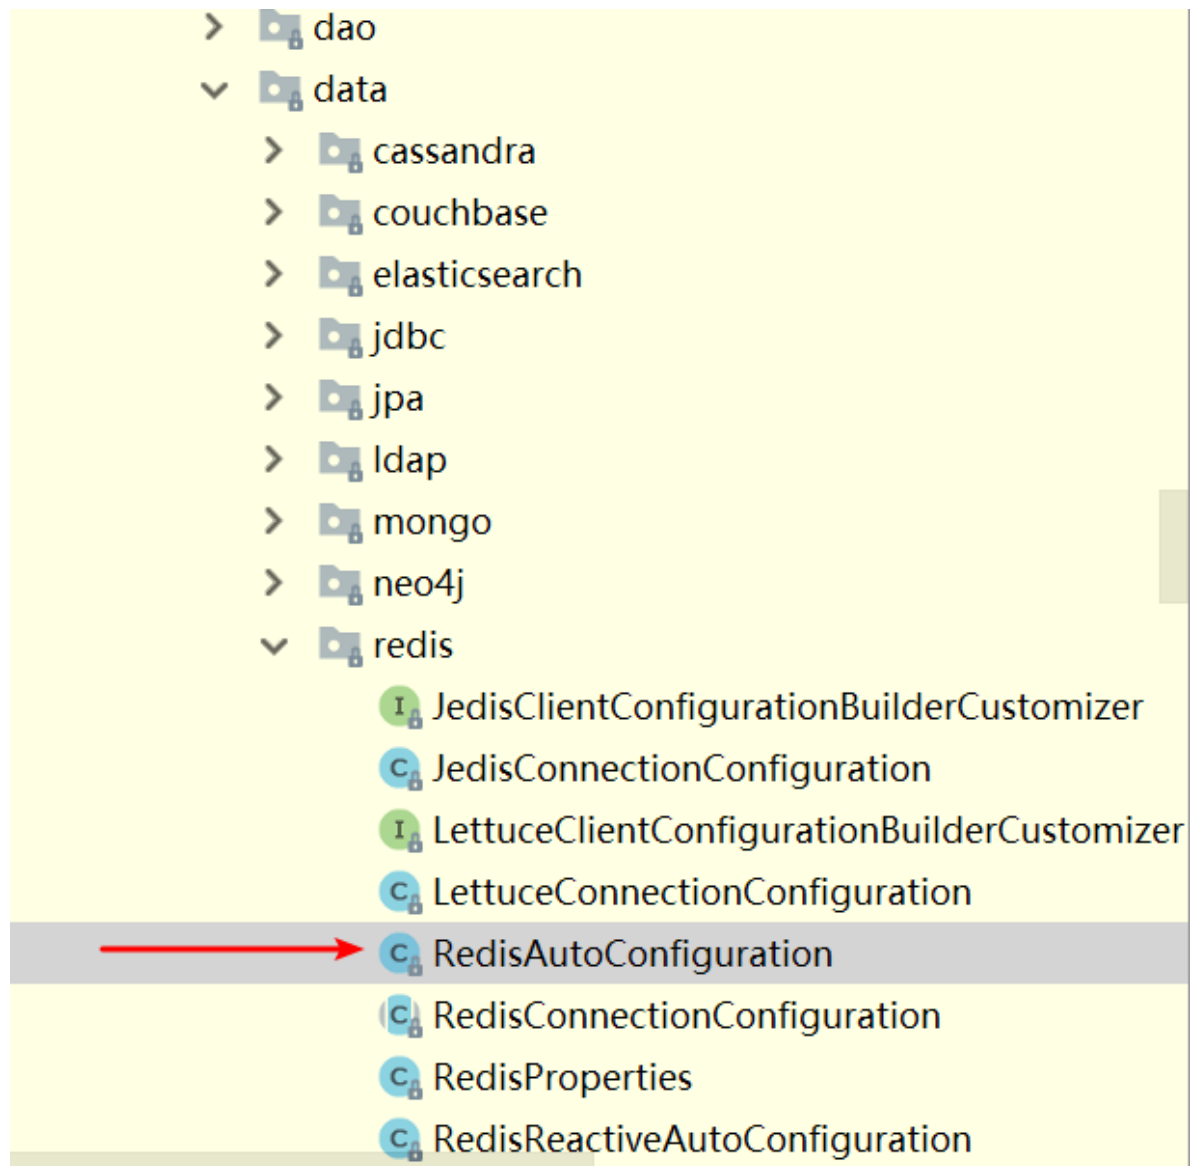 dao
data
cassandra
couchbase
elasticsearch
jdbc
jpa
ldap
mongo
neo4j
redis
I JedisClientConfigurationBuilderCustomizer
C JedisConnectionConfiguration
I LettuceClientConfigurationBuilderCustomizer
C LettuceConnectionConfiguration
C RedisAutoConfiguration
C RedisConnectionConfiguration
C RedisProperties
C RedisReactiveAutoConfiguration